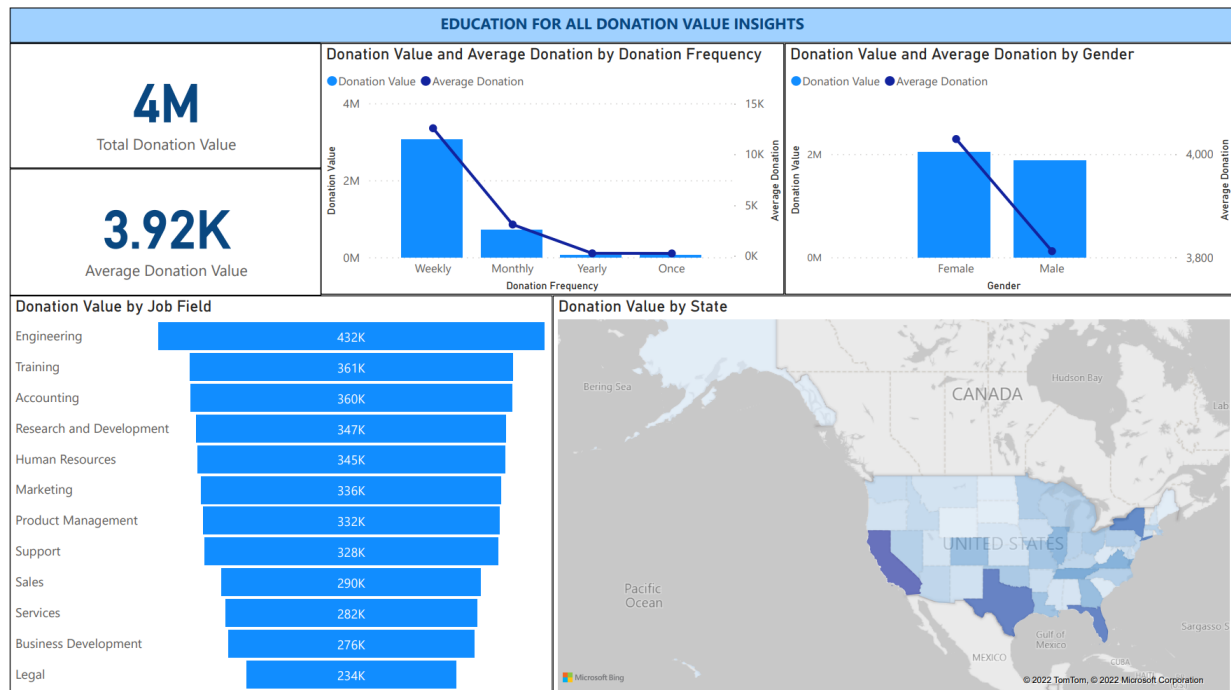 EDUCATION FOR ALL DONATION VALUE INSIGHTS
4M
Total Donation Value
3.92K
Average Donation Value
Donation Value and Average Donation by Donation Frequency
Donation Value Average Donation
4M
2M
0M
15K
10K
5K
0K
Donation Value
Average Donation
Weekly Monthly Yearly Once
Donation Frequency
Donation Value and Average Donation by Gender
Donation Value Average Donation
2M
0M
4,000
3,800
Donation Value
Average Donation
Female Male
Gender
Donation Value by Job Field
Engineering 432K
Training 361K
Accounting 360K
Research and Development 347K
Human Resources 345K
Marketing 336K
Product Management 332K
Support 328K
Sales 290K
Services 282K
Business Development 276K
Legal 234K
Donation Value by State
Bering Sea
Hudson Bay
CANADA
Lab
UNITED STATES
Pacific
Ocean
Sargasso S
Gulf of
Mexico
MEXICO
CUBA
Microsoft Bing
© 2022 TomTom, © 2022 Microsoft Corporation